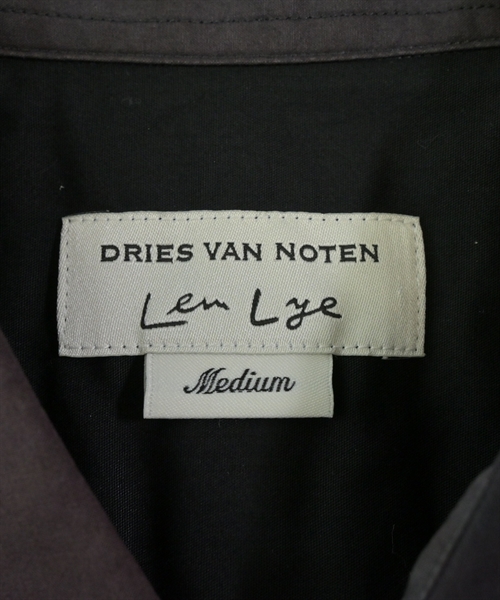 DRIES VAN NOTEN
Len Lye
Medium